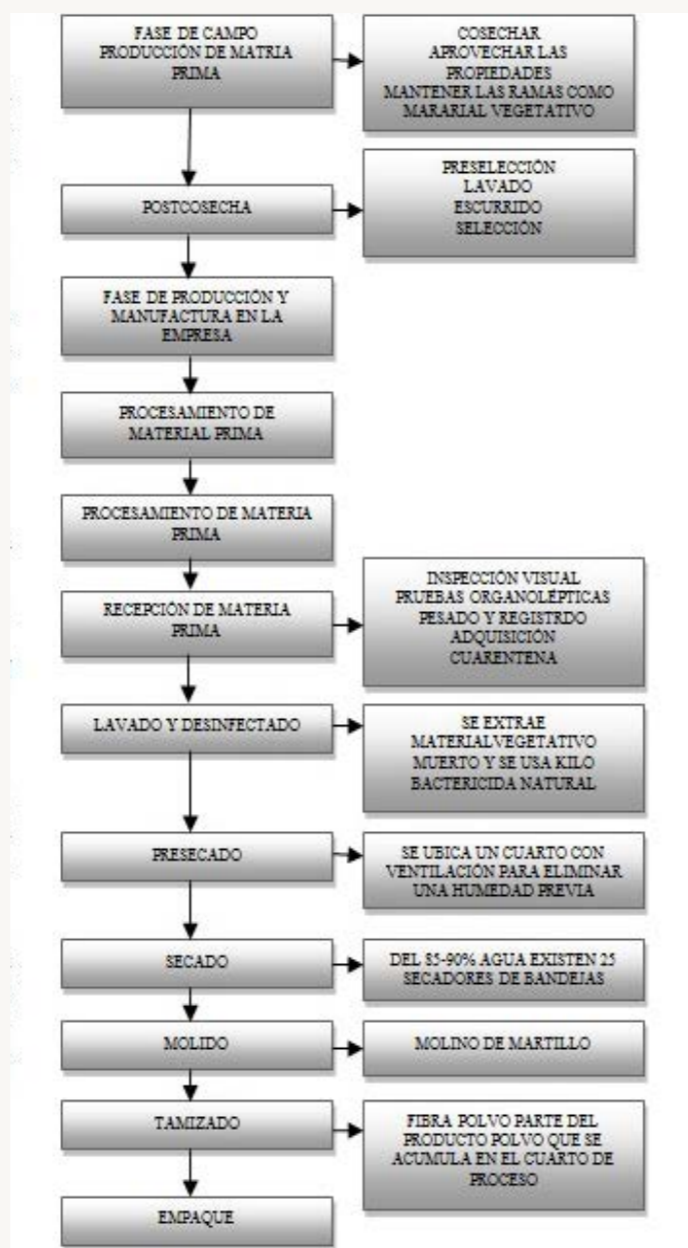 FASE DE CAMPO
PRODUCCIÓN DE MATRIA
PRIMA
COSECHAR
APROVECHAR LAS
PROPIEDADES
MANTENER LAS RAMAS COMO
MARARIAL VEGETATIVO
POSTCOSECHA
PRESELECCIÓN
LAVADO
ESCURRIDO
SELECCIÓN
FASE DE PRODUCCIÓN Y
MANUFACTURA EN LA
EMPRESA
PROCESAMIENTO DE
MATERIAL PRIMA
PROCESAMIENTO DE MATERIA
PRIMA
RECEPCIÓN DE MATERIA
PRIMA
INSPECCIÓN VISUAL
PRUEBAS ORGANOLÉPTICAS
PESADO Y REGISTRDO
ADQUISICIÓN
CUARENTENA
LAVADO Y DESINFECTADO
SE EXTRAE
MATERIALVEGETATIVO
MUERTO Y SE USA KILO
BACTERICIDA NATURAL
PRESECADO
SE UBICA UN CUARTO CON
VENTILACIÓN PARA ELIMINAR
UNA HUMEDAD PREVIA
SECADO
DEL 85-90% AGUA EXISTEN 25
SECADORES DE BANDEJAS
MOLIDO
MOLINO DE MARTILLO
TAMIZADO
FIBRA POLVO PARTE DEL
PRODUCTO POLVO QUE SE
ACUMULA EN EL CUARTO DE
PROCESO
EMPAQUE